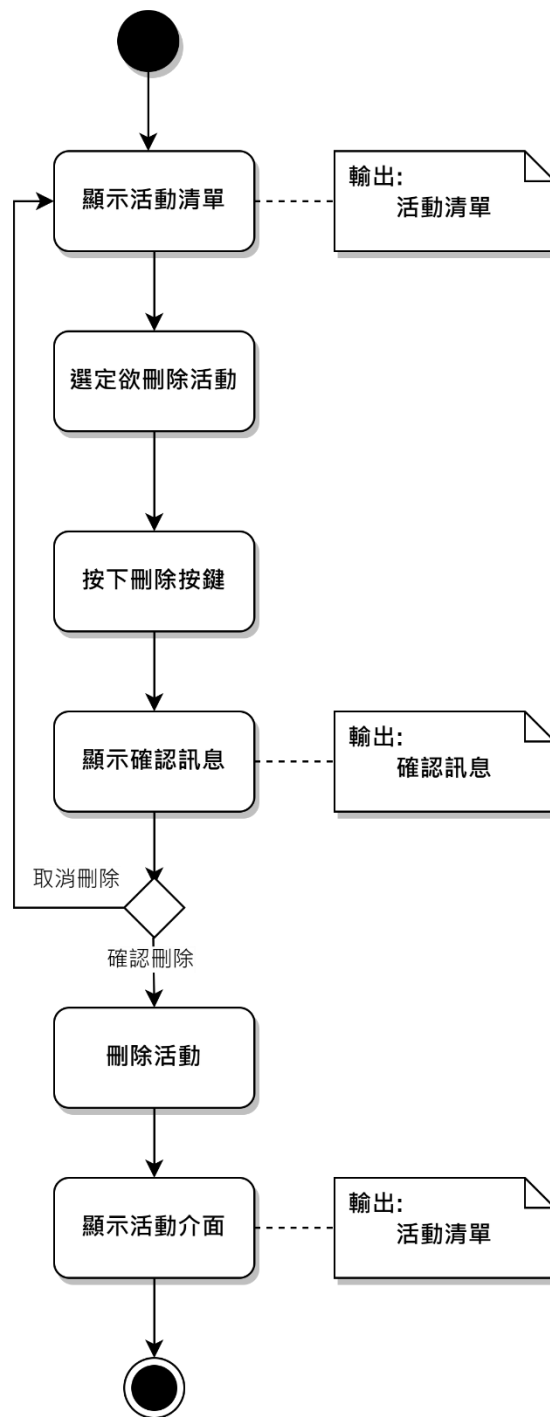 顯示活動清單
輸出:
活動清單
選定欲刪除活動
按下刪除按鍵
顯示確認訊息
輸出:
確認訊息
取消刪除
確認刪除
刪除活動
顯示活動介面
輸出:
活動清單